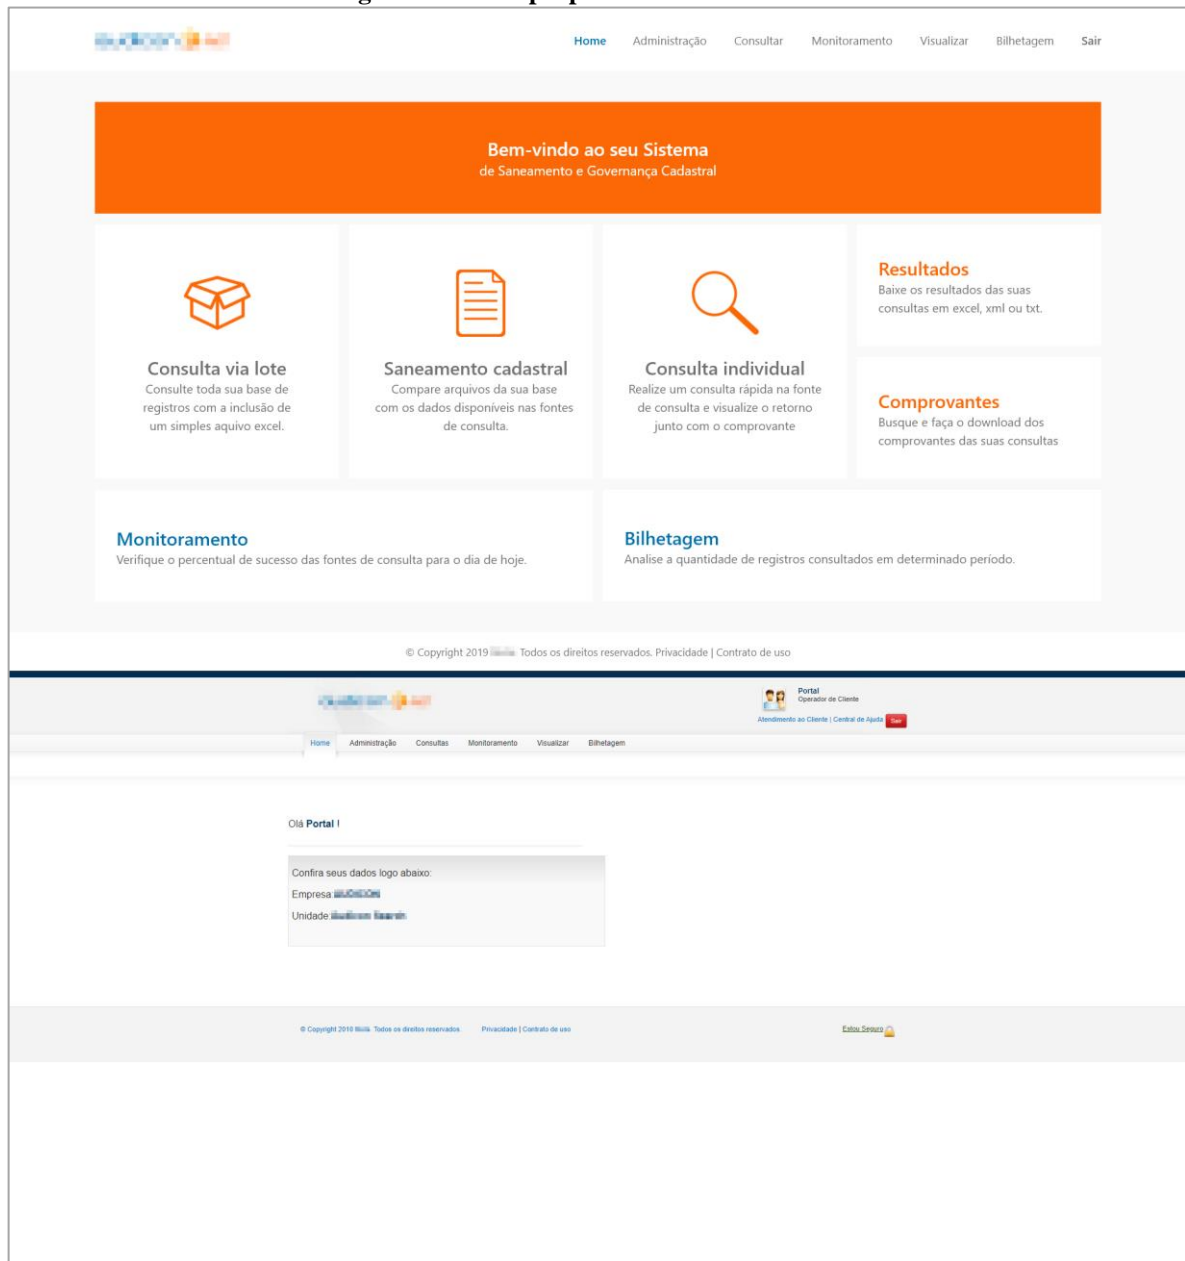 Home Administração Consultar Monitoramento Visualizar Bilhetagem Sair
Bem-vindo ao seu Sistema
de Saneamento e Governança Cadastral
Consulta via lote
Consulte toda sua base de
registros com a inclusão de
um simples aquivo excel.
Saneamento cadastral
Compare arquivos da sua base
com os dados disponíveis nas fontes
de consulta.
Consulta individual
Realize um consulta rápida na fonte
de consulta e visualize o retorno
junto com o comprovante
Resultados
Baixe os resultados das suas
consultas em excel, xml ou txt.
Comprovantes
Busque e faça o download dos
comprovantes das suas consultas
Monitoramento
Verifique o percentual de sucesso das fontes de consulta para o dia de hoje.
Bilhetagem
Analise a quantidade de registros consultados em determinado período.
© Copyright 2019 Todos os direitos reservados. Privacidade | Contrato de uso
Portal
Operador de Cliente
Atendimento ao Cliente | Central de Ajuda Sair
Home Administração Consultas Monitoramento Visualizar Bilhetagem
Olá Portal !
Confira seus dados logo abaixo:
Empresa:
Unidade:
© Copyright 2010 Todos os direitos reservados. Privacidade | Contrato de uso
Estou Seguro